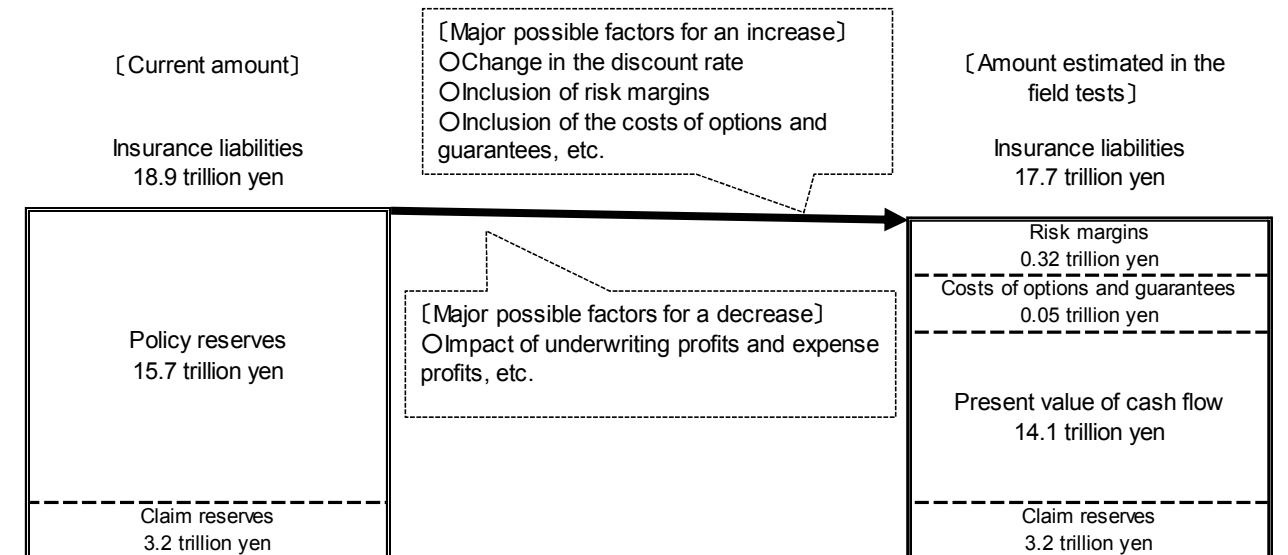 〔Current amount〕
Insurance liabilities
18.9 trillion yen
〔Major possible factors for an increase〕
○Change in the discount rate
○Inclusion of risk margins
○Inclusion of the costs of options and
guarantees, etc.
〔Amount estimated in the
field tests〕
Insurance liabilities
17.7 trillion yen
Policy reserves
15.7 trillion yen
Claim reserves
3.2 trillion yen
〔Major possible factors for a decrease〕
○Impact of underwriting profits and expense
profits, etc.
Risk margins
0.32 trillion yen
Costs of options and guarantees
0.05 trillion yen
Present value of cash flow
14.1 trillion yen
Claim reserves
3.2 trillion yen